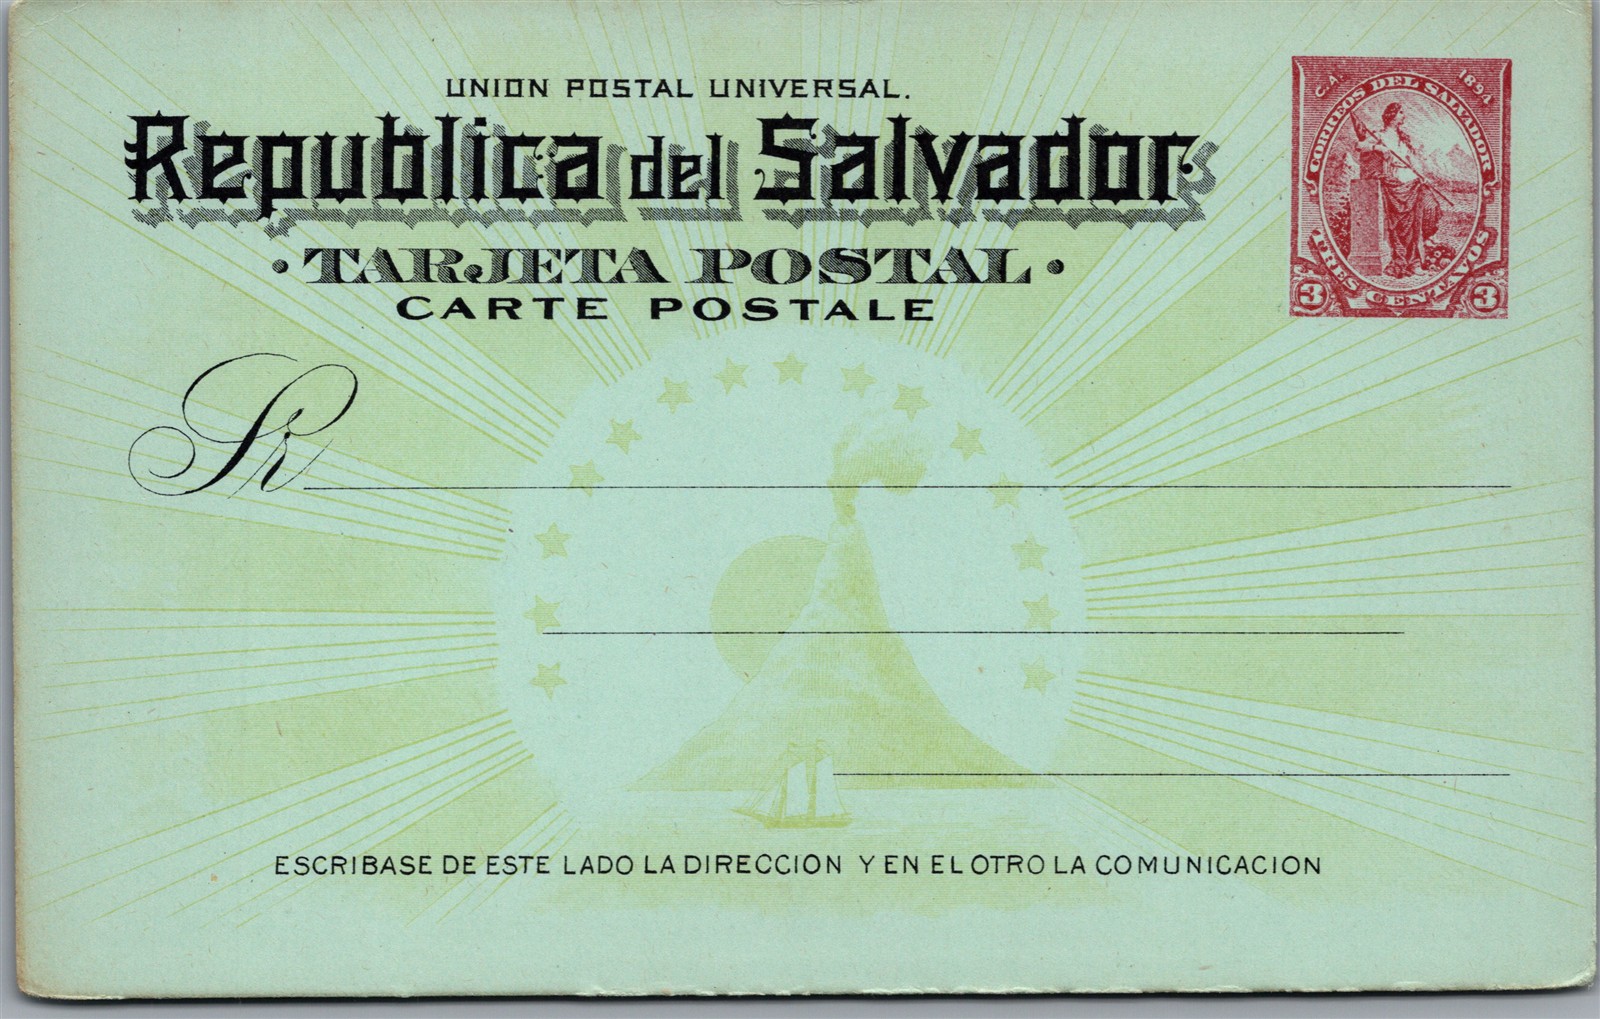 UNION POSTAL UNIVERSAL.
Republica del Salvador
• TARJETA POSTAL •
CARTE POSTALE
C.A. 1894
CORREOS DEL SALVADOR
TRES CENTAVOS
3 3
Sr.
ESCRIBASE DE ESTE LADO LA DIRECCION Y EN EL OTRO LA COMUNICACION